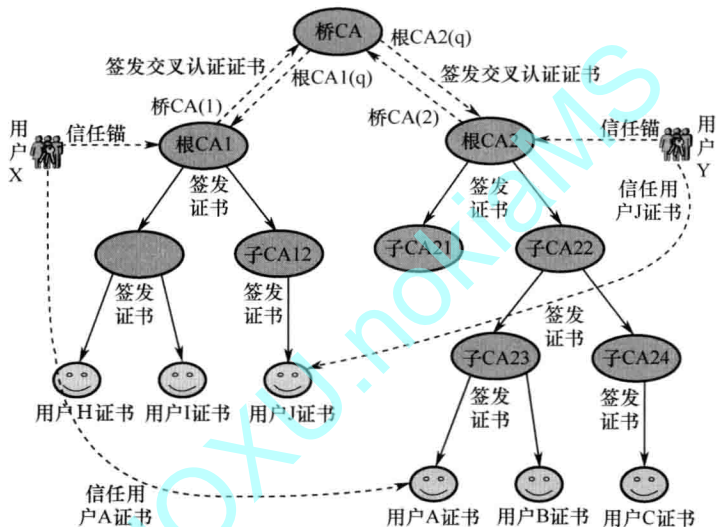 桥CA
根CA2(q)
签发交叉认证证书
根CA1(q)
签发交叉认证证书
桥CA(1)
桥CA(2)
用
户
X
信任锚
根CA1
根CA2
信任锚
用
户
Y
签发
证书
签发
证书
信任用
户J证书
子CA12
子CA21
子CA22
签发
证书
签发
证书
签发
证书
子CA23
子CA24
用户H证书
用户I证书
用户J证书
签发
证书
签发
证书
信任用
户A证书
用户A证书
用户B证书
用户C证书